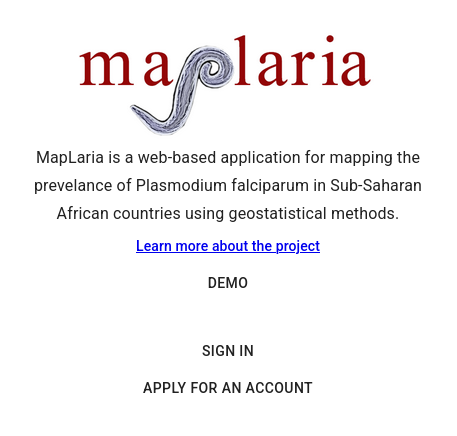 maplaria
MapLaria is a web-based application for mapping the
prevelance of Plasmodium falciparum in Sub-Saharan
African countries using geostatistical methods.
Learn more about the project
DEMO
SIGN IN
APPLY FOR AN ACCOUNT